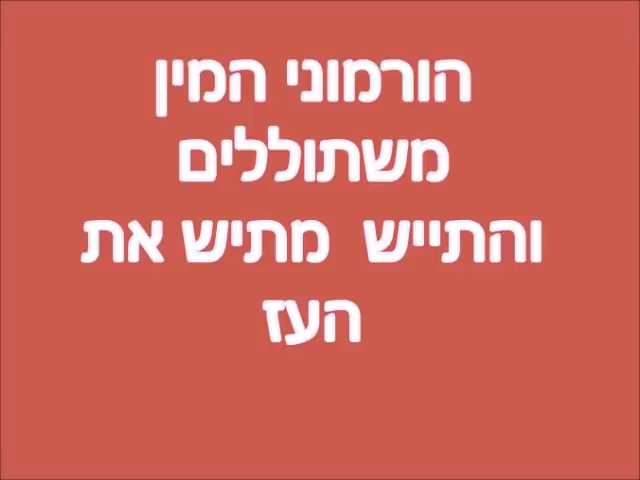 הורמוני המין
משתוללים
והתייש מתיש את
העז